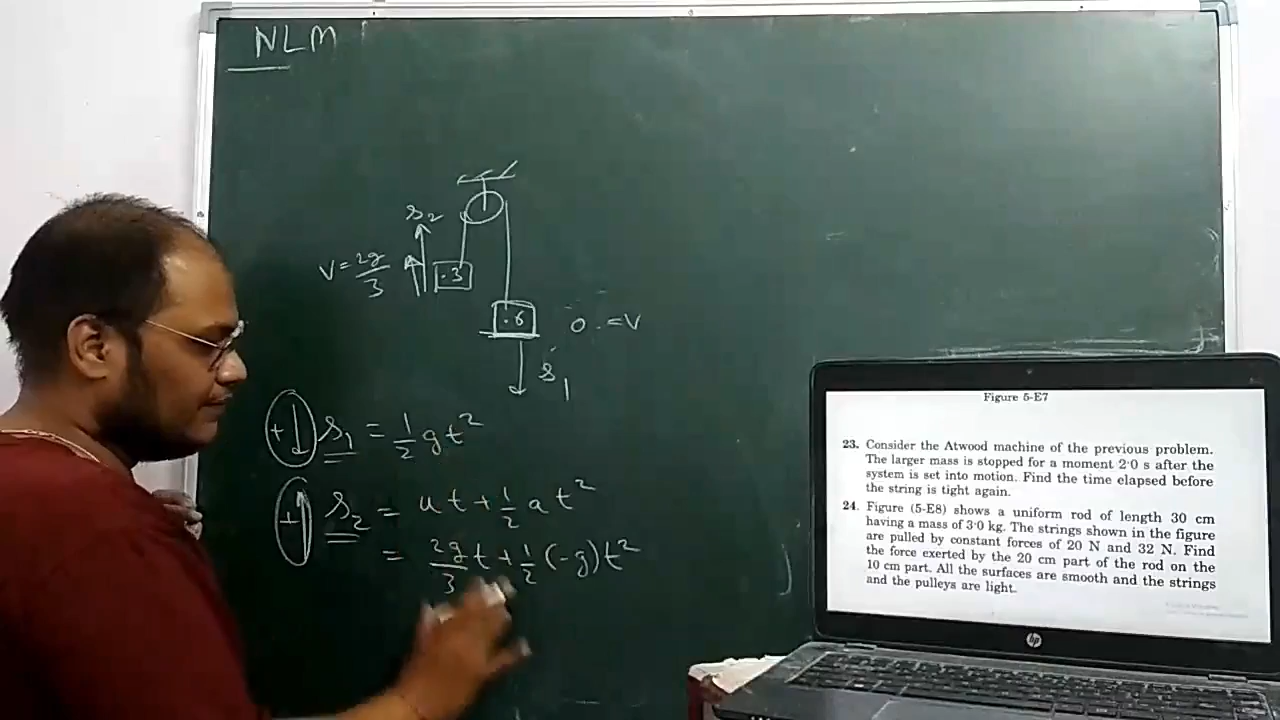 NLM
s₂
V = 2g/3
.3
.6
0 = V
s₁
+↓ s₁ = 1/2 gt²
+↑ s₂ = ut + 1/2 at²
= 2g/3 t + 1/2 (-g)t²
Figure 5-E7
23. Consider the Atwood machine of the previous problem.
The larger mass is stopped for a moment 2·0 s after the
system is set into motion. Find the time elapsed before
the string is tight again.
24. Figure (5-E8) shows a uniform rod of length 30 cm
having a mass of 3·0 kg. The strings shown in the figure
are pulled by constant forces of 20 N and 32 N. Find
the force exerted by the 20 cm part of the rod on the
10 cm part. All the surfaces are smooth and the strings
and the pulleys are light.
hp